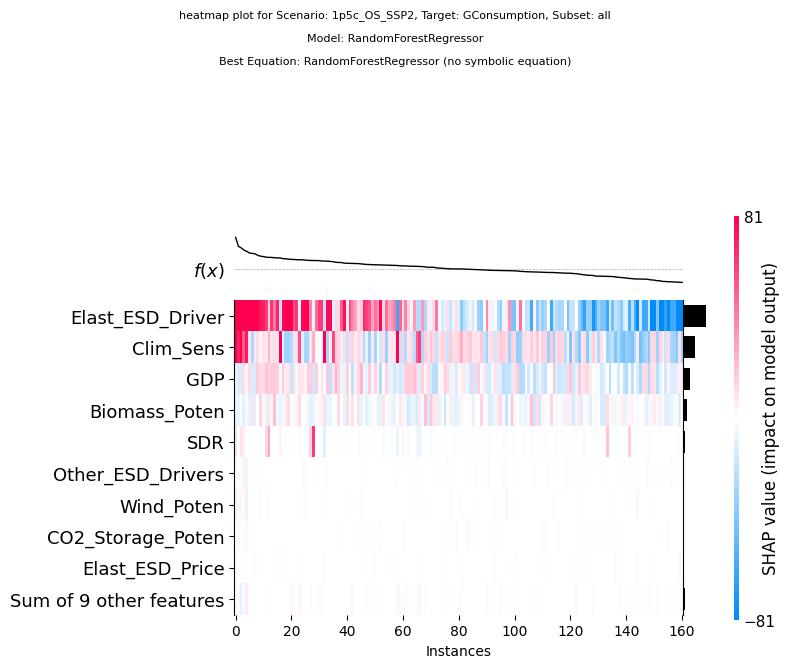 heatmap plot for Scenario: 1p5c_OS_SSP2, Target: GConsumption, Subset: all
Model: RandomForestRegressor
Best Equation: RandomForestRegressor (no symbolic equation)
f(x)
Elast_ESD_Driver
Clim_Sens
GDP
Biomass_Poten
SDR
Other_ESD_Drivers
Wind_Poten
CO2_Storage_Poten
Elast_ESD_Price
Sum of 9 other features
0 20 40 60 80 100 120 140 160
Instances
81
−81
SHAP value (impact on model output)